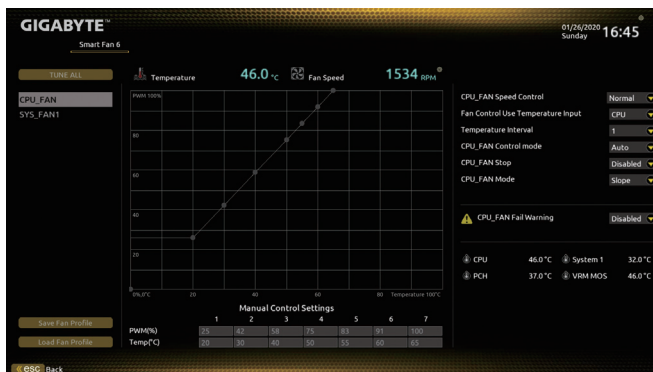 GIGABYTE™
01/26/2020 Sunday 16:45
Smart Fan 6
TUNE ALL
Temperature 46.0 °C Fan Speed 1534 RPM
CPU_FAN
SYS_FAN1
PWM 100%
80
60
40
20
0%,0°C 20 40 60 80 Temperature 100°C
CPU_FAN Speed Control Normal
Fan Control Use Temperature Input CPU
Temperature Interval 1
CPU_FAN Control mode Auto
CPU_FAN Stop Disabled
CPU_FAN Mode Slope
CPU_FAN Fail Warning Disabled
CPU 46.0°C System 1 32.0°C
PCH 37.0°C VRM MOS 46.0°C
Manual Control Settings
1 2 3 4 5 6 7
PWM(%) 25 42 58 75 83 91 100
Temp(°C) 20 30 40 50 55 60 65
Save Fan Profile
Load Fan Profile
esc Back